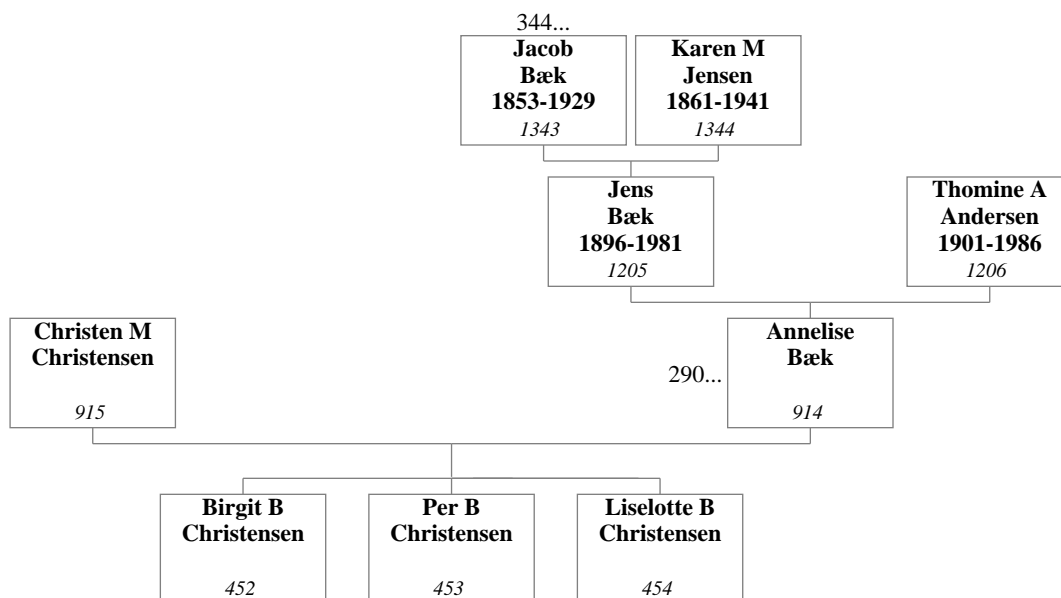 344...
Jacob
Bæk
1853-1929
1343
Karen M
Jensen
1861-1941
1344
Jens
Bæk
1896-1981
1205
Thomine A
Andersen
1901-1986
1206
Christen M
Christensen
915
290...
Annelise
Bæk
914
Birgit B
Christensen
452
Per B
Christensen
453
Liselotte B
Christensen
454